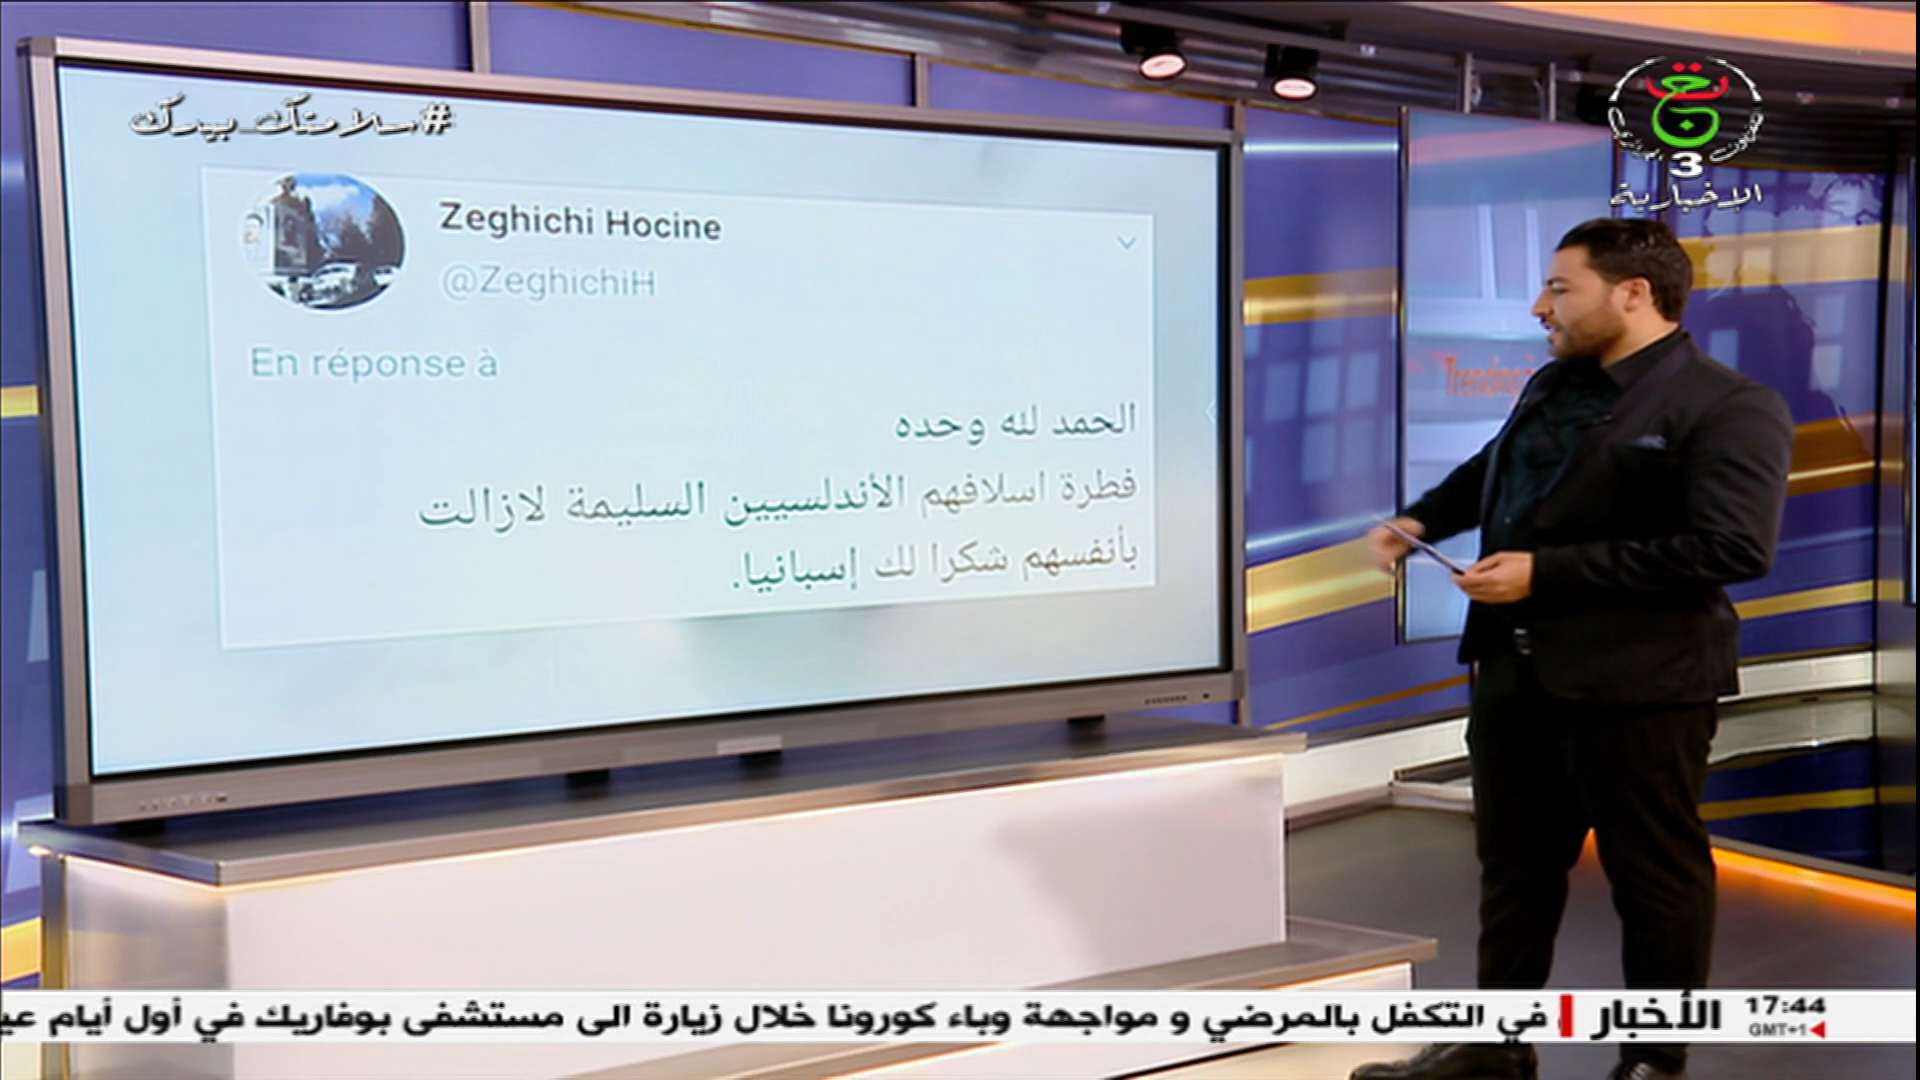 #سلامتك_بيدك
3
الإخبارية
Zeghichi Hocine
@ZeghichiH
En réponse à
الحمد لله وحده
فطرة اسلافهم الأندلسيين السليمة لازالت
بأنفسهم شكرا لك إسبانيا.
Trending
الأخبار
في التكفل بالمرضي و مواجهة وباء كورونا خلال زيارة الى مستشفى بوفاريك في أول أيام
17:44
GMT+1